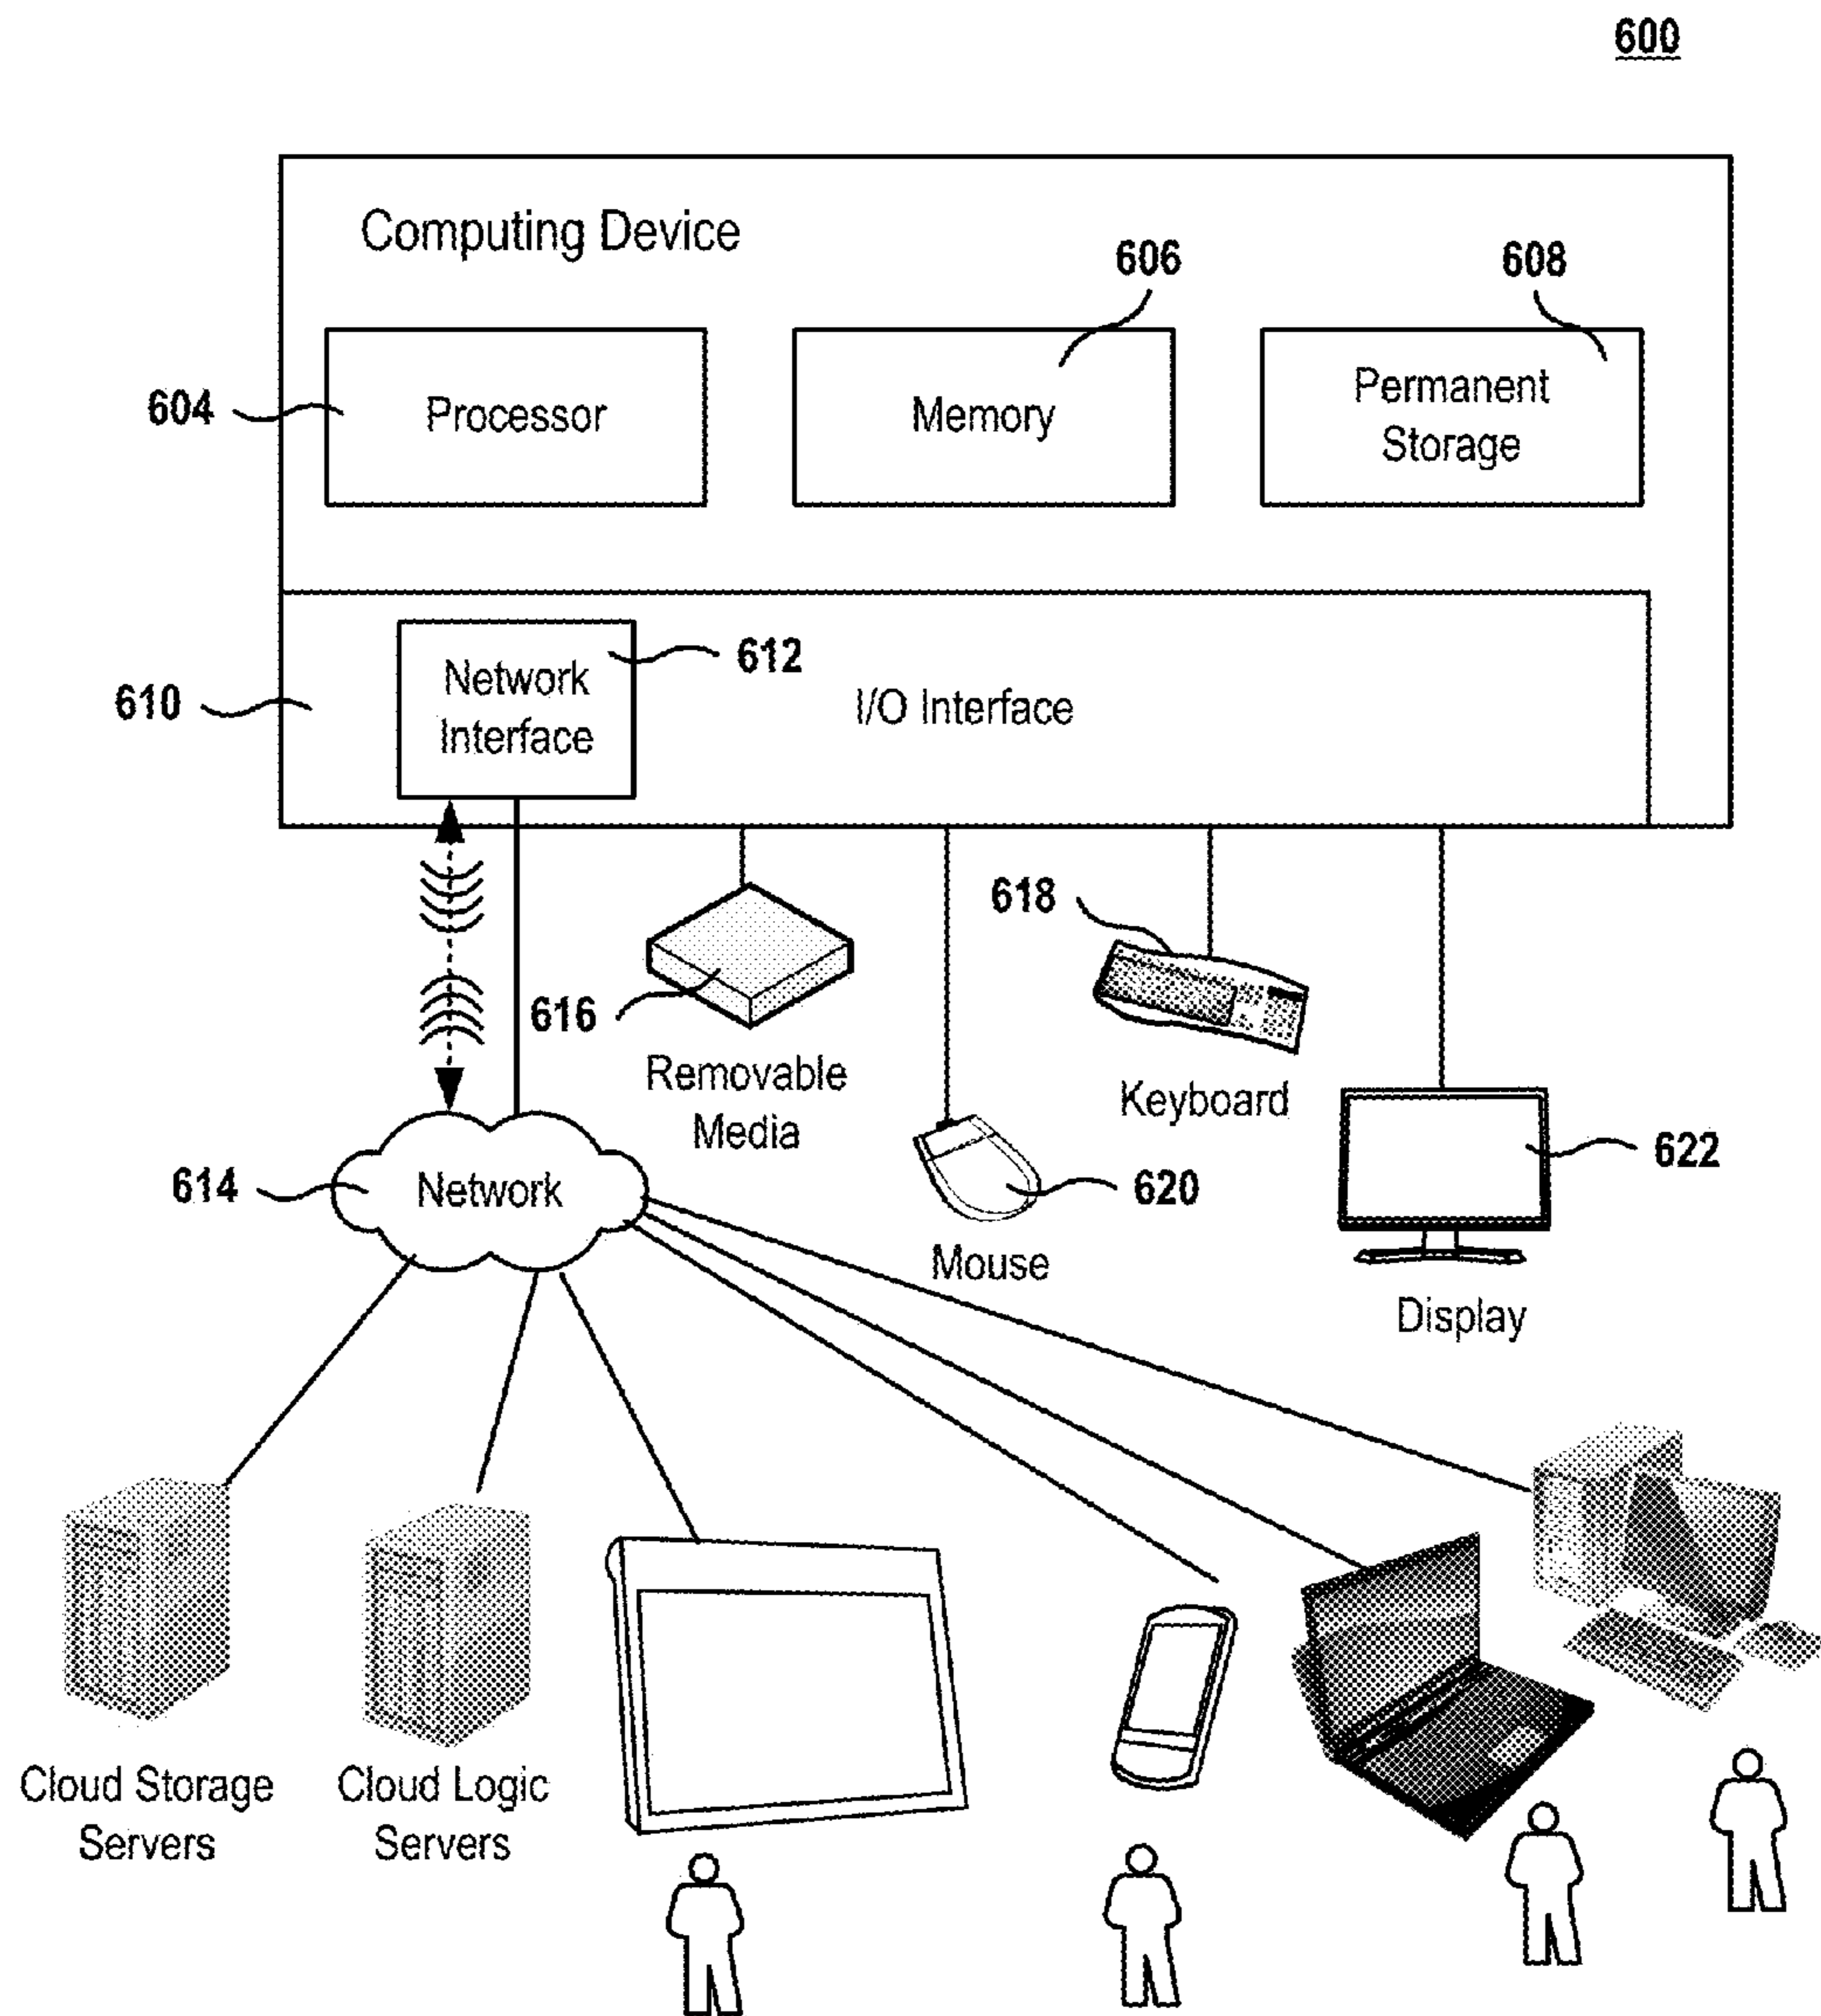 600
Computing Device
606
608
604
Processor
Memory
Permanent
Storage
610
Network
Interface
612
I/O Interface
618
616
Removable
Media
Keyboard
614
Network
620
622
Mouse
Display
Cloud Storage
Servers
Cloud Logic
Servers